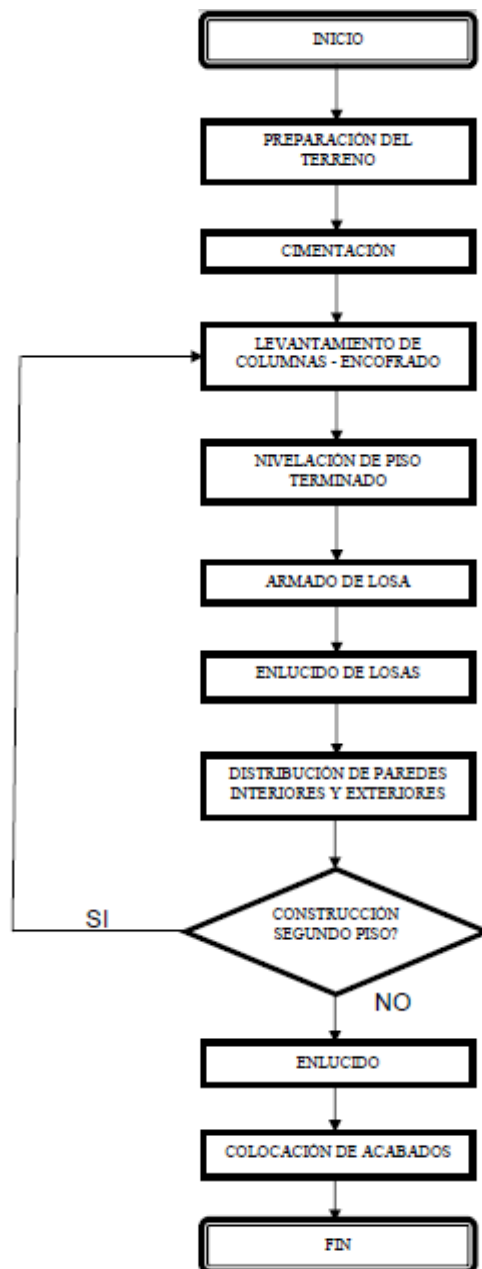 INICIO
PREPARACIÓN DEL
TERRENO
CIMENTACIÓN
LEVANTAMIENTO DE
COLUMNAS - ENCOFRADO
NIVELACIÓN DE PISO
TERMINADO
ARMADO DE LOSA
ENLUCIDO DE LOSAS
DISTRIBUCIÓN DE PAREDES
INTERIORES Y EXTERIORES
CONSTRUCCIÓN
SEGUNDO PISO?
SI
NO
ENLUCIDO
COLOCACIÓN DE ACABADOS
FIN